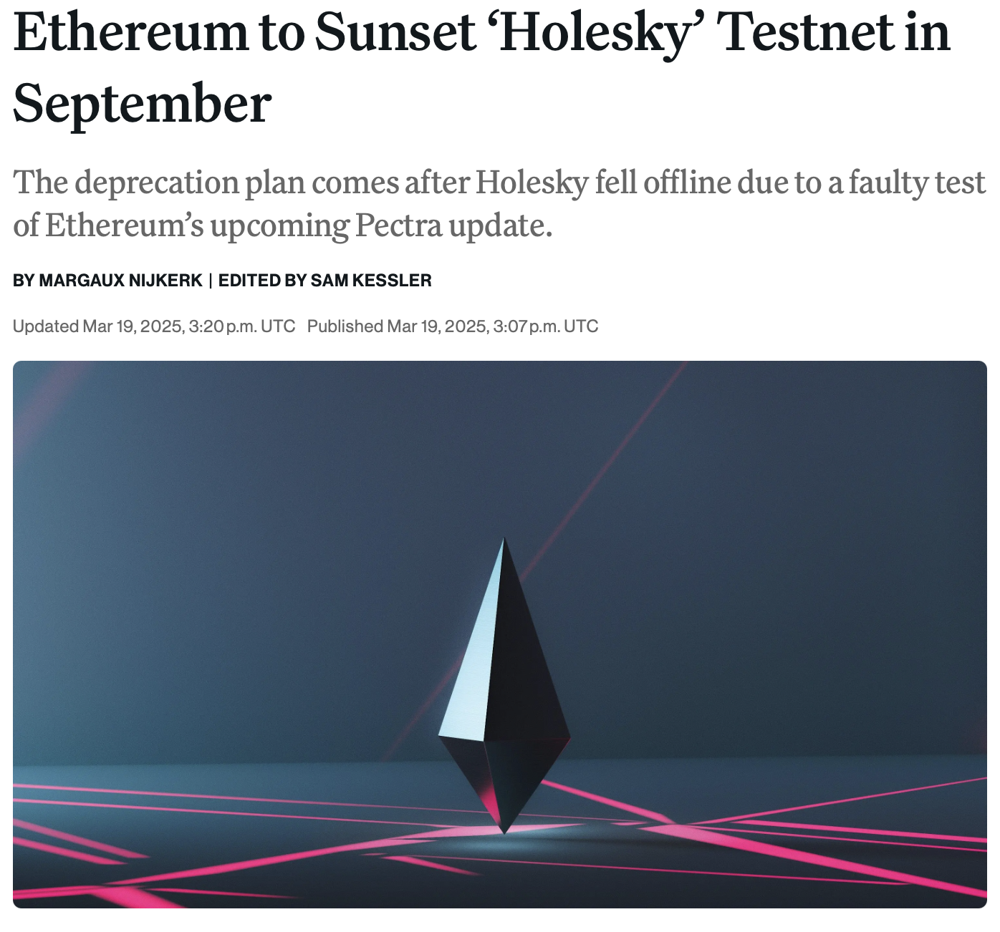 Ethereum to Sunset ‘Holesky’ Testnet in
September
The deprecation plan comes after Holesky fell offline due to a faulty test
of Ethereum’s upcoming Pectra update.
BY MARGAUX NIJKERK | EDITED BY SAM KESSLER
Updated Mar 19, 2025, 3:20 p.m. UTC Published Mar 19, 2025, 3:07 p.m. UTC